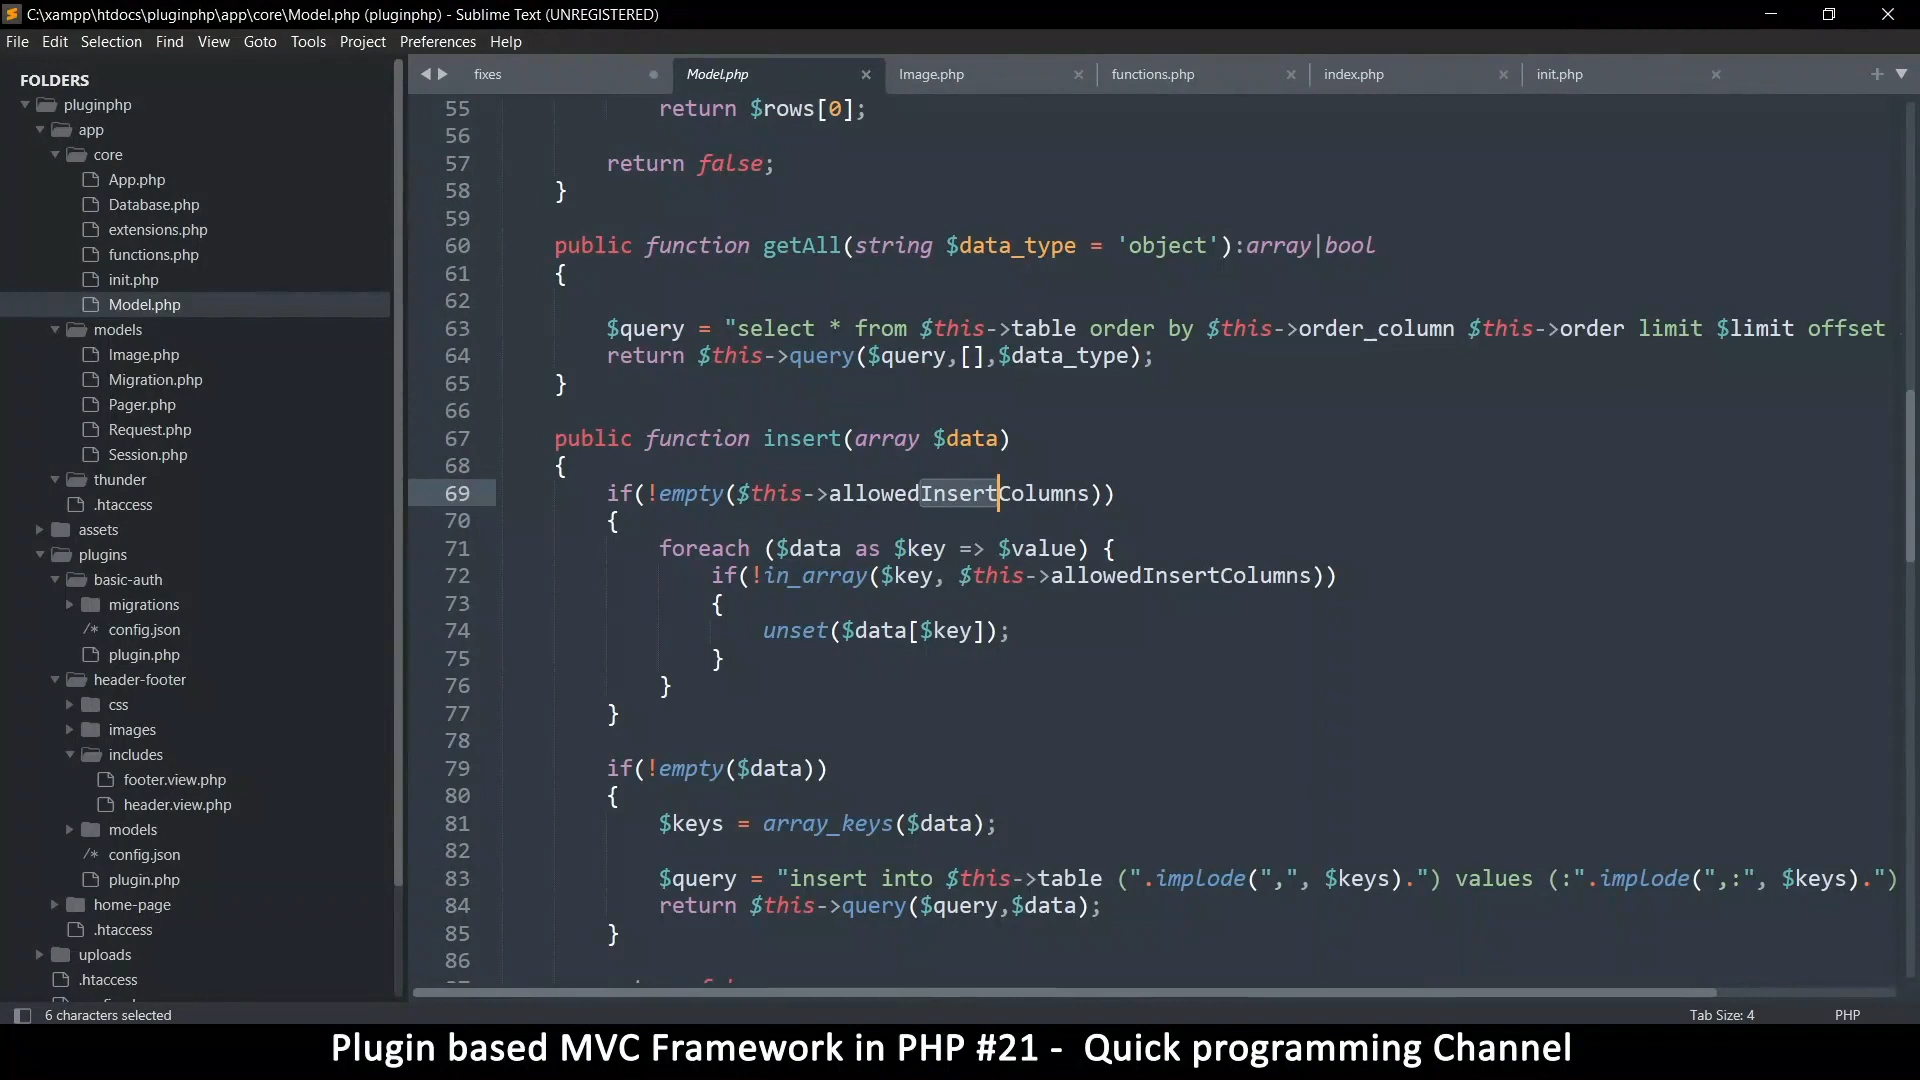 C:\xampp\htdocs\pluginphp\app\core\Model.php (pluginphp) - Sublime Text (UNREGISTERED)
File Edit Selection Find View Goto Tools Project Preferences Help
FOLDERS
pluginphp
app
core
App.php
Database.php
extensions.php
functions.php
init.php
Model.php
models
Image.php
Migration.php
Pager.php
Request.php
Session.php
thunder
.htaccess
assets
plugins
basic-auth
migrations
/* config.json
plugin.php
header-footer
css
images
includes
footer.view.php
header.view.php
models
/* config.json
plugin.php
home-page
.htaccess
uploads
.htaccess
fixes Model.php Image.php functions.php index.php init.php
55 return $rows[0];
56
57 return false;
58 }
59
60 public function getAll(string $data_type = 'object'):array|bool
61 {
62
63 $query = "select * from $this->table order by $this->order_column $this->order limit $limit offset
64 return $this->query($query,[],$data_type);
65 }
66
67 public function insert(array $data)
68 {
69 if(!empty($this->allowedInsertColumns))
70 {
71 foreach ($data as $key => $value) {
72 if(!in_array($key, $this->allowedInsertColumns))
73 {
74 unset($data[$key]);
75 }
76 }
77 }
78
79 if(!empty($data))
80 {
81 $keys = array_keys($data);
82
83 $query = "insert into $this->table (".implode(",", $keys).") values (:".implode(",:", $keys).")
84 return $this->query($query,$data);
85 }
86
6 characters selected
Tab Size: 4 PHP
Plugin based MVC Framework in PHP #21 - Quick programming Channel